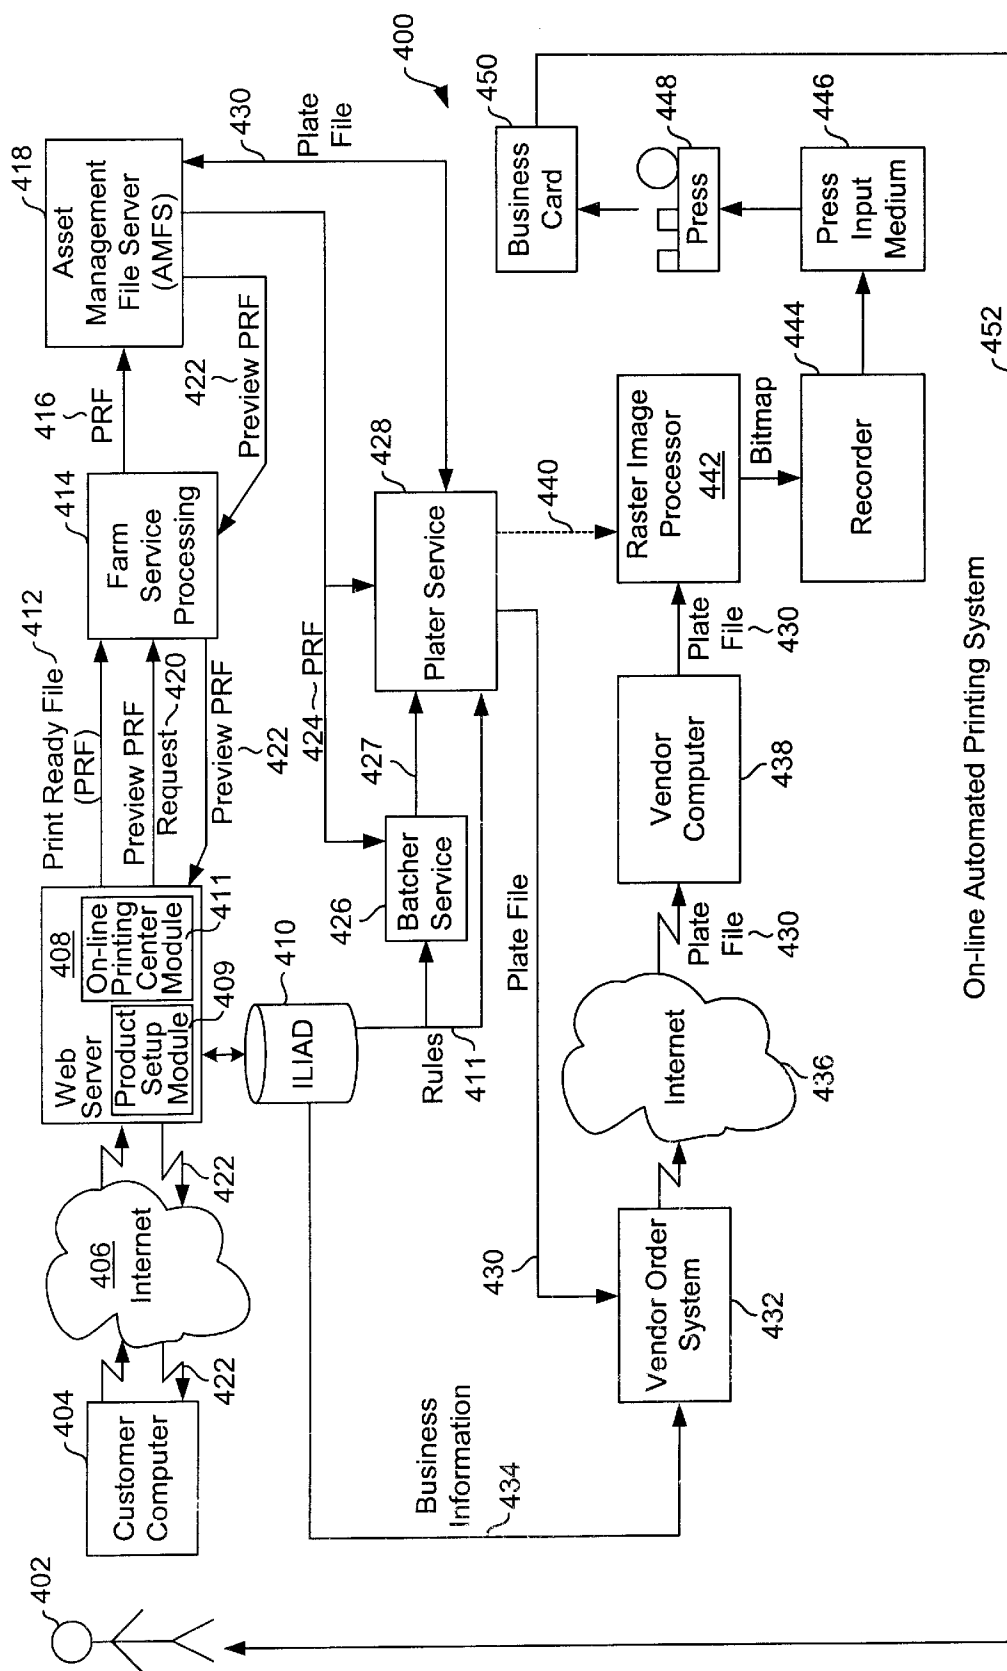 402
404
Customer
Computer
406
Internet
422
422
Web
Server
408
Product
Setup
Module
409
On-line
Printing
Center
Module
411
Print Ready File
412
(PRF)
Preview PRF
Request
420
Preview PRF
422
414
Farm
Service
Processing
416
PRF
422
Preview PRF
418
Asset
Management
File Server
(AMFS)
430
Plate
File
400
410
ILIAD
Rules
411
426
Batcher
Service
427
424
PRF
428
Plater Service
440
Business
Information
434
Plate File
430
Vendor Order
System
432
Internet
436
Plate
File
430
Vendor
Computer
438
Plate
File
430
Raster Image
Processor
442
Bitmap
444
Recorder
446
Press
Input
Medium
448
Press
450
Business
Card
452
On-line Automated Printing System